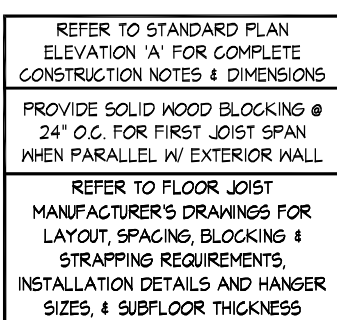 REFER TO STANDARD PLAN
ELEVATION 'A' FOR COMPLETE
CONSTRUCTION NOTES & DIMENSIONS
PROVIDE SOLID WOOD BLOCKING @
24" O.C. FOR FIRST JOIST SPAN
WHEN PARALLEL W/ EXTERIOR WALL
REFER TO FLOOR JOIST
MANUFACTURER'S DRAWINGS FOR
LAYOUT, SPACING, BLOCKING &
STRAPPING REQUIREMENTS,
INSTALLATION DETAILS AND HANGER
SIZES, & SUBFLOOR THICKNESS